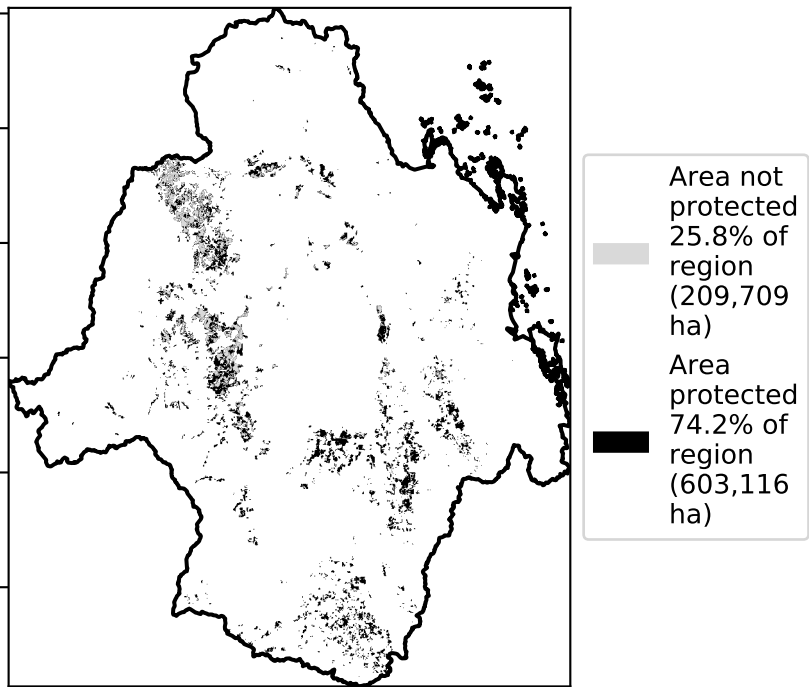 Area not
protected
25.8% of
region
(209,709
ha)
Area
protected
74.2% of
region
(603,116
ha)